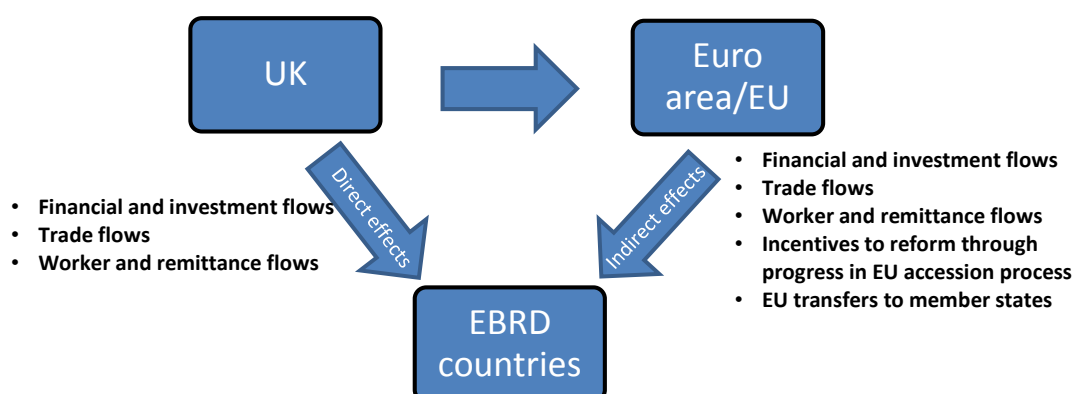 UK
Euro
area/EU
Direct effects
Indirect effects
• Financial and investment flows
• Trade flows
• Worker and remittance flows
• Financial and investment flows
• Trade flows
• Worker and remittance flows
• Incentives to reform through
progress in EU accession process
• EU transfers to member states
EBRD
countries